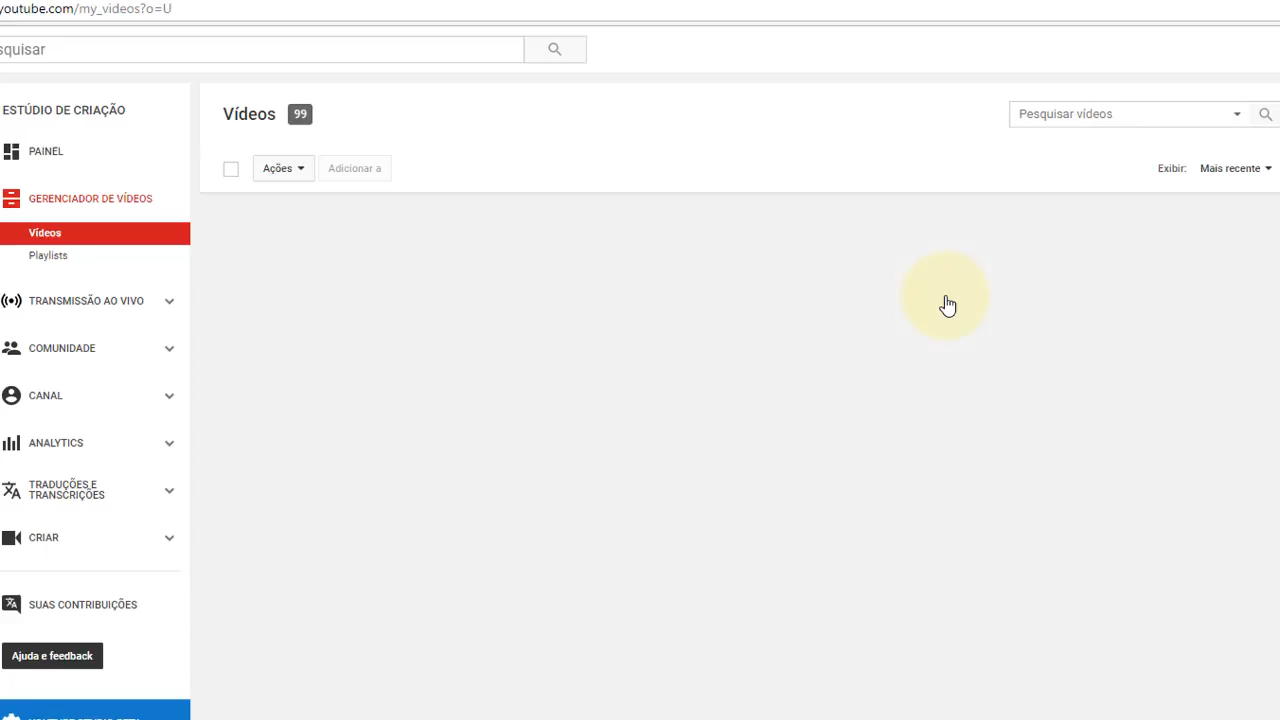 youtube.com/my_videos?o=U
squisar
ESTÚDIO DE CRIAÇÃO
Vídeos 99
Pesquisar vídeos
PAINEL
Ações Adicionar a
Exibir: Mais recente
GERENCIADOR DE VÍDEOS
Vídeos
Playlists
TRANSMISSÃO AO VIVO
COMUNIDADE
CANAL
ANALYTICS
TRADUÇÕES E
TRANSCRIÇÕES
CRIAR
SUAS CONTRIBUIÇÕES
Ajuda e feedback